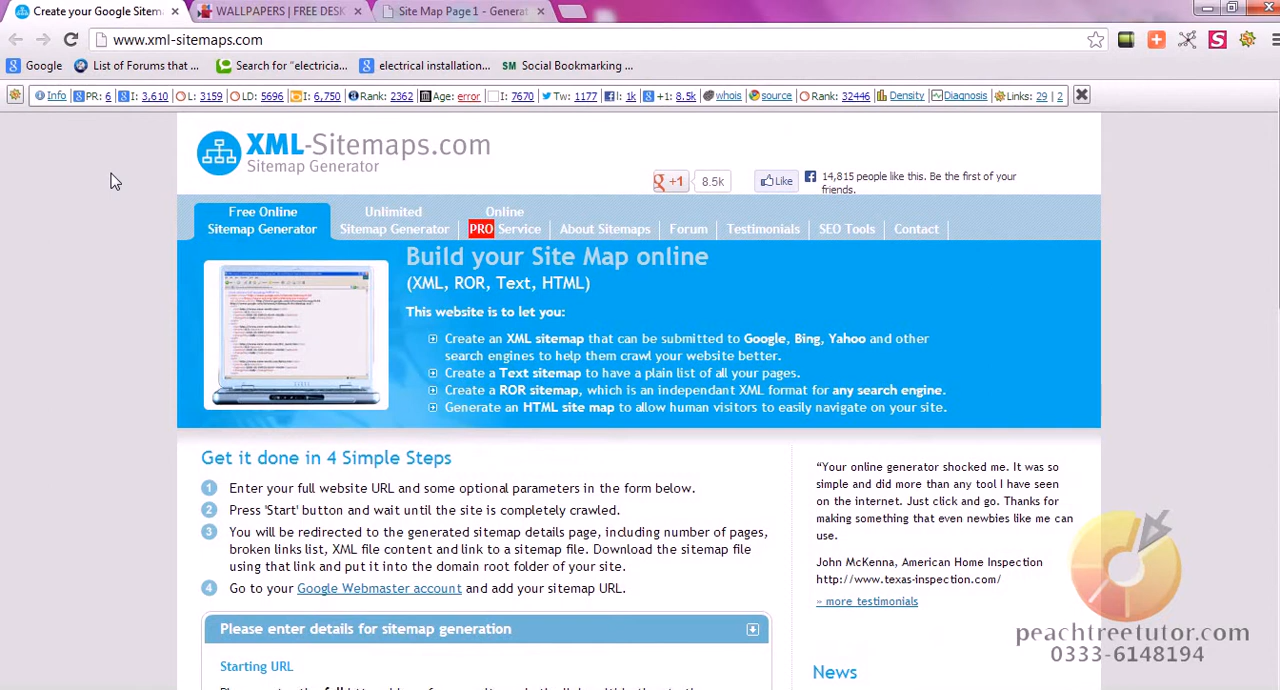 Create your Google Sitem
WALLPAPERS | FREE DESK
Site Map Page 1 - Generat
www.xml-sitemaps.com
Google
List of Forums that ...
Search for "electricia...
electrical installation...
SM Social Bookmarking ...
Info PR: 6 I: 3,610 L: 3159 LD: 5696 I: 6,750 Rank: 2362 Age: error I: 7670 Tw: 1177 l: 1k +1: 8.5k whois source Rank: 32446 Density Diagnosis Links: 29 | 2
XML-Sitemaps.com
Sitemap Generator
+1 8.5k
Like
14,815 people like this. Be the first of your
friends.
Free Online
Sitemap Generator
Unlimited
Sitemap Generator
Online
PRO Service
About Sitemaps
Forum
Testimonials
SEO Tools
Contact
Build your Site Map online
(XML, ROR, Text, HTML)
This website is to let you:
Create an XML sitemap that can be submitted to Google, Bing, Yahoo and other
search engines to help them crawl your website better.
Create a Text sitemap to have a plain list of all your pages.
Create a ROR sitemap, which is an independant XML format for any search engine.
Generate an HTML site map to allow human visitors to easily navigate on your site.
Get it done in 4 Simple Steps
1 Enter your full website URL and some optional parameters in the form below.
2 Press 'Start' button and wait until the site is completely crawled.
3 You will be redirected to the generated sitemap details page, including number of pages,
broken links list, XML file content and link to a sitemap file. Download the sitemap file
using that link and put it into the domain root folder of your site.
4 Go to your Google Webmaster account and add your sitemap URL.
Please enter details for sitemap generation
Starting URL
"Your online generator shocked me. It was so
simple and did more than any tool I have seen
on the internet. Just click and go. Thanks for
making something that even newbies like me can
use.
John McKenna, American Home Inspection
http://www.texas-inspection.com/
» more testimonials
News
peachtreetutor.com
0333-6148194